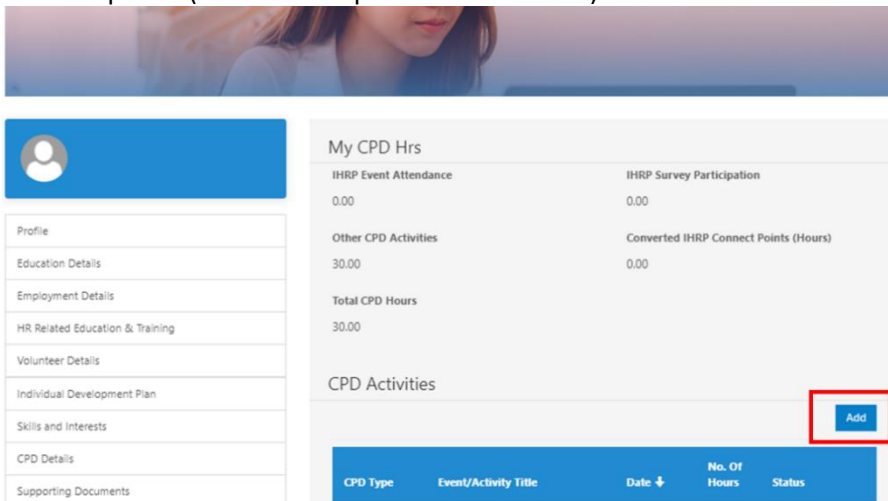 My CPD Hrs
IHRP Event Attendance IHRP Survey Participation
0.00 0.00
Other CPD Activities Converted IHRP Connect Points (Hours)
30.00 0.00
Total CPD Hours
30.00
Profile
Education Details
Employment Details
HR Related Education & Training
Volunteer Details
Individual Development Plan
Skills and Interests
CPD Details
Supporting Documents
CPD Activities
Add
CPD Type Event/Activity Title Date ↓ No. Of Hours Status